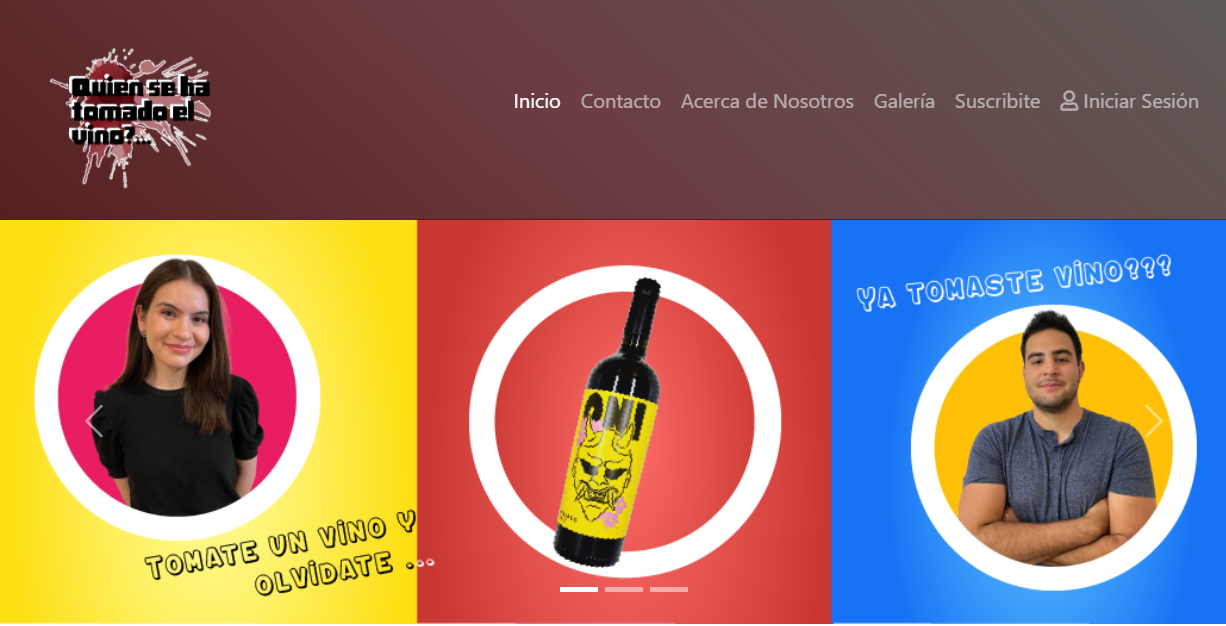 Quien se ha
tomado el
vino?...
Inicio Contacto Acerca de Nosotros Galería Suscribite Iniciar Sesión
YA TOMASTE VINO???
ONI
TOMATE UN VINO Y
OLVIDATE ...